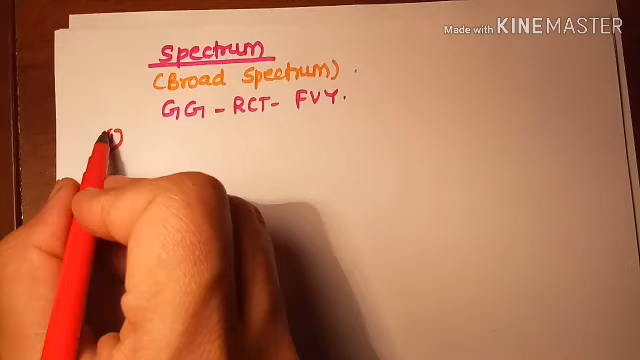 Made with KINEMASTER
Spectrum
(Broad Spectrum) .
GG - RCT - FVY.